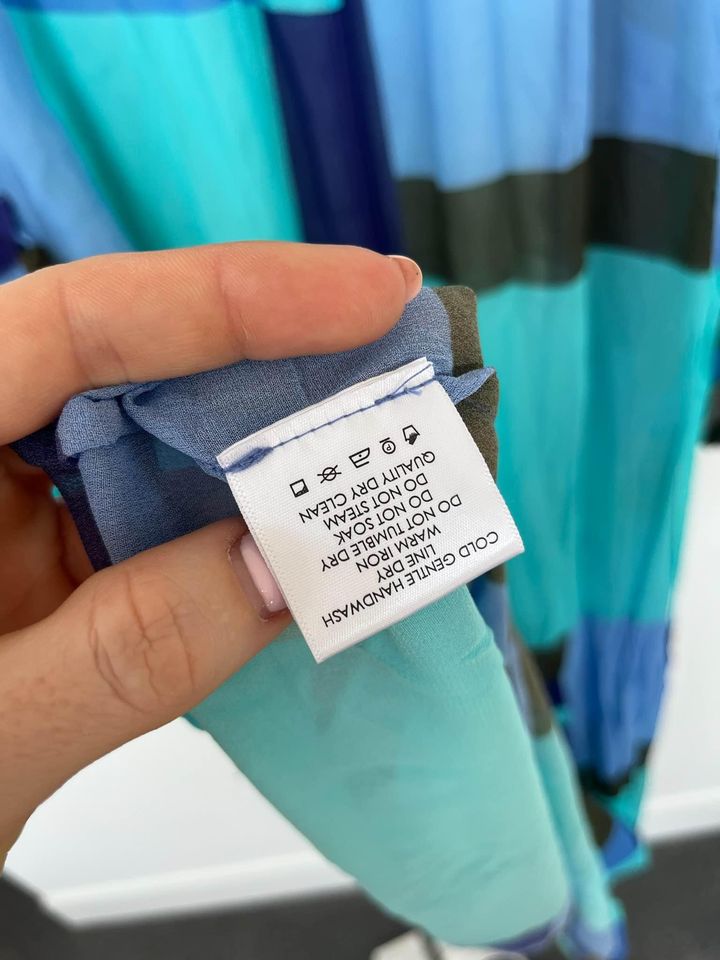 COLD GENTLE HANDWASH
LINE DRY
WARM IRON
DO NOT TUMBLE DRY
DO NOT SOAK
DO NOT STEAM
QUALITY DRY CLEAN